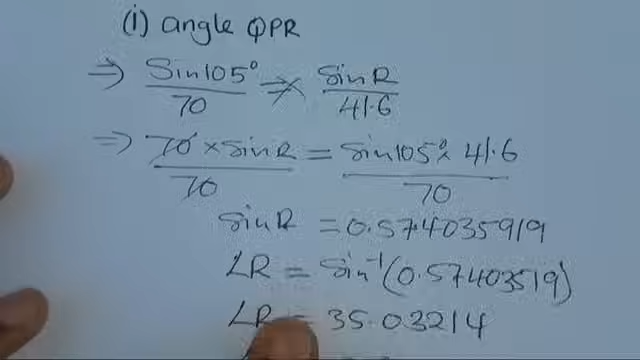 (i) angle QPR
⇒ Sin105°/70 = SinR/41.6
⇒ 70 × SinR/70 = Sin105° × 41.6/70
SinR = 0.574035919
∠R = Sin⁻¹(0.57403519)
∠R = 35.03214